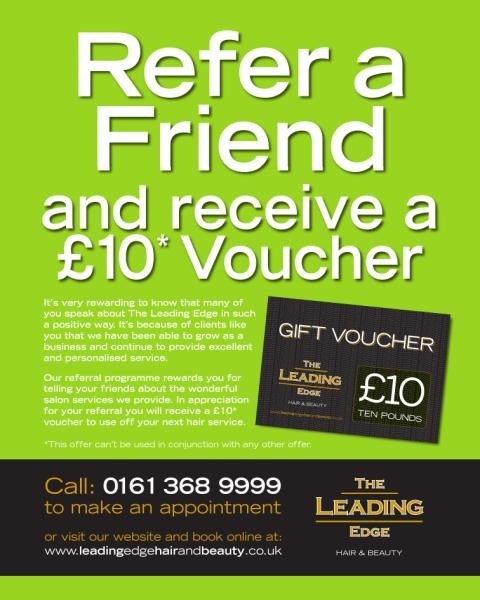 Refer a
Friend
and receive a
£10* Voucher
It's very rewarding to know that many of
you speak about The Leading Edge in such
a positive way. It's because of clients like
you that we have been able to grow as a
business and continue to provide excellent
and personalised service.
Our referral programme rewards you for
telling your friends about the wonderful
salon services we provide. In appreciation
for your referral you will receive a £10*
voucher to use off your next hair service.
*This offer can't be used in conjunction with any other offer.
GIFT VOUCHER
THE
LEADING
EDGE
HAIR & BEAUTY
£10
TEN POUNDS
Call: 0161 368 9999
to make an appointment
or visit our website and book online at:
www.leadingedgehairandbeauty.co.uk
THE
LEADING
EDGE
HAIR & BEAUTY